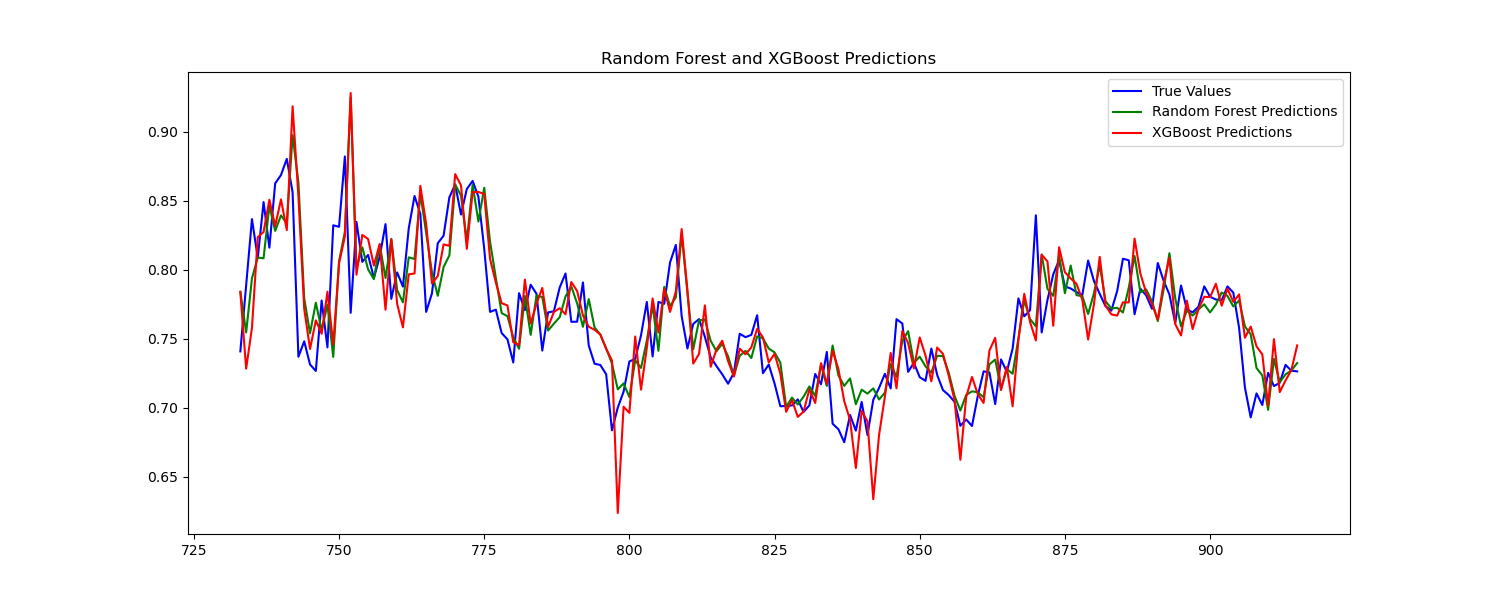 Random Forest and XGBoost Predictions
True Values
Random Forest Predictions
XGBoost Predictions
0.90
0.85
0.80
0.75
0.70
0.65
725 750 775 800 825 850 875 900